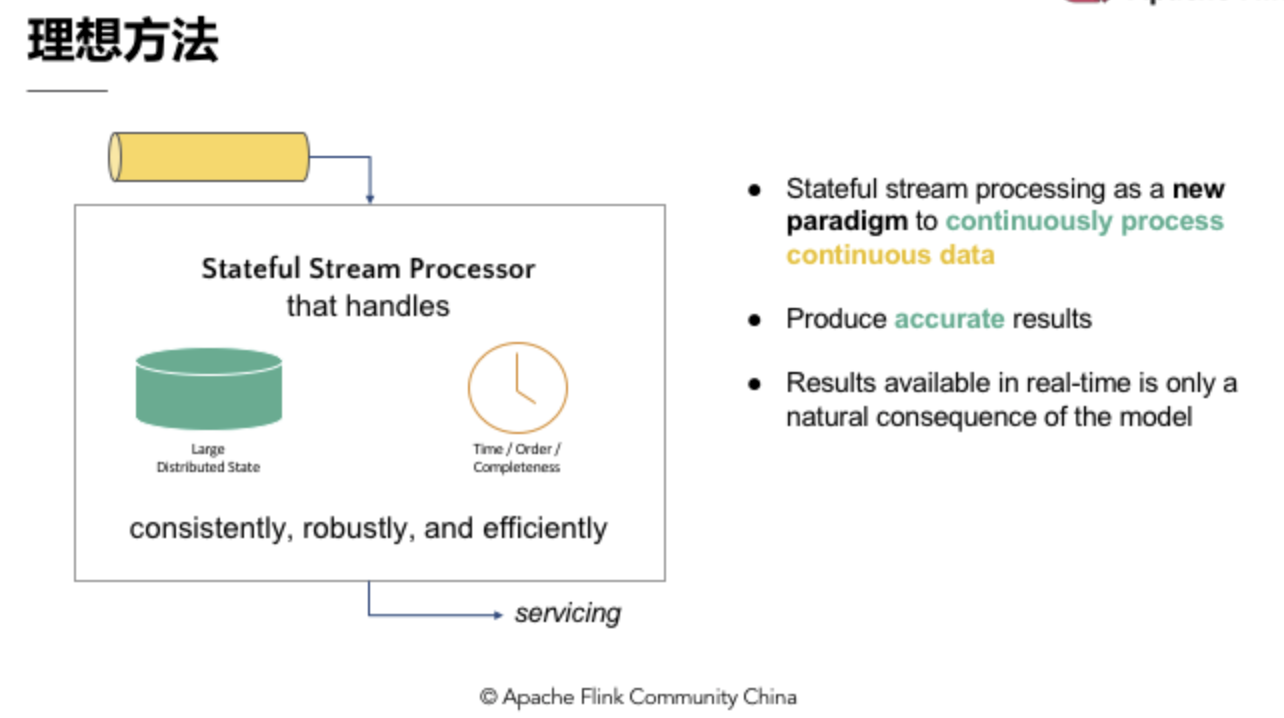 理想方法
Stateful Stream Processor
that handles
Large
Distributed State
Time / Order /
Completeness
consistently, robustly, and efficiently
servicing
● Stateful stream processing as a new
paradigm to continuously process
continuous data
● Produce accurate results
● Results available in real-time is only a
natural consequence of the model
© Apache Flink Community China